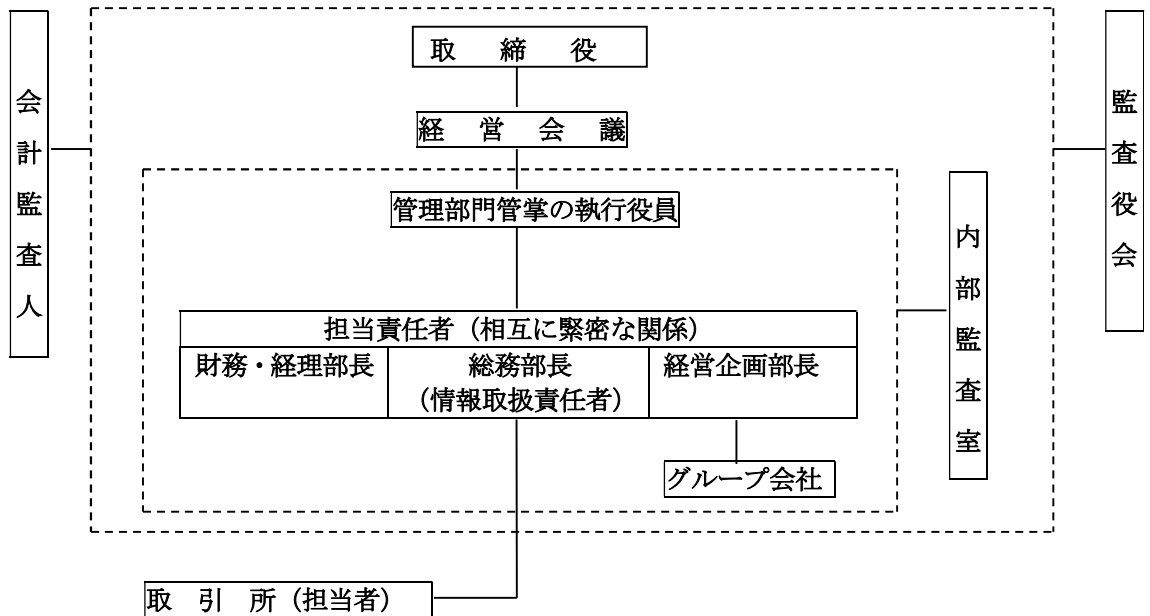 会計監査人
取締役
経営会議
管理部門管掌の執行役員
担当責任者（相互に緊密な関係）
財務・経理部長
総務部長
（情報取扱責任者）
経営企画部長
グループ会社
内部監査室
監査役会
取引所（担当者）